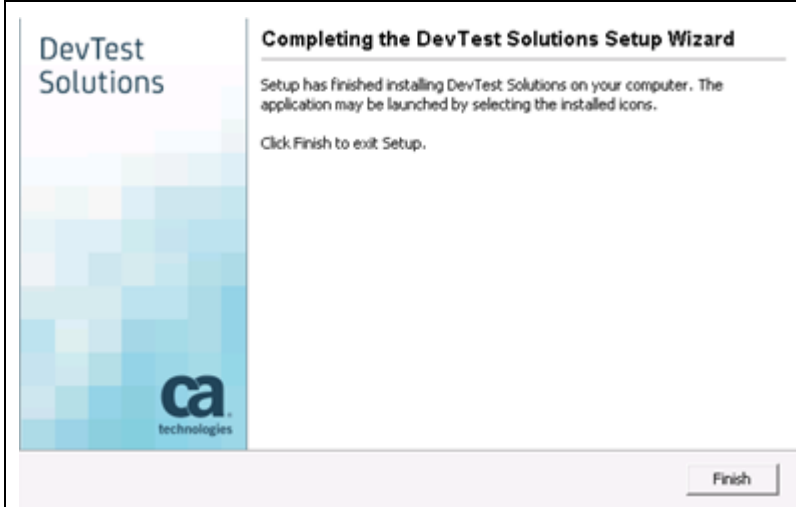 DevTest
Solutions
Completing the DevTest Solutions Setup Wizard
Setup has finished installing DevTest Solutions on your computer. The
application may be launched by selecting the installed icons.
Click Finish to exit Setup.
ca
technologies
Finish